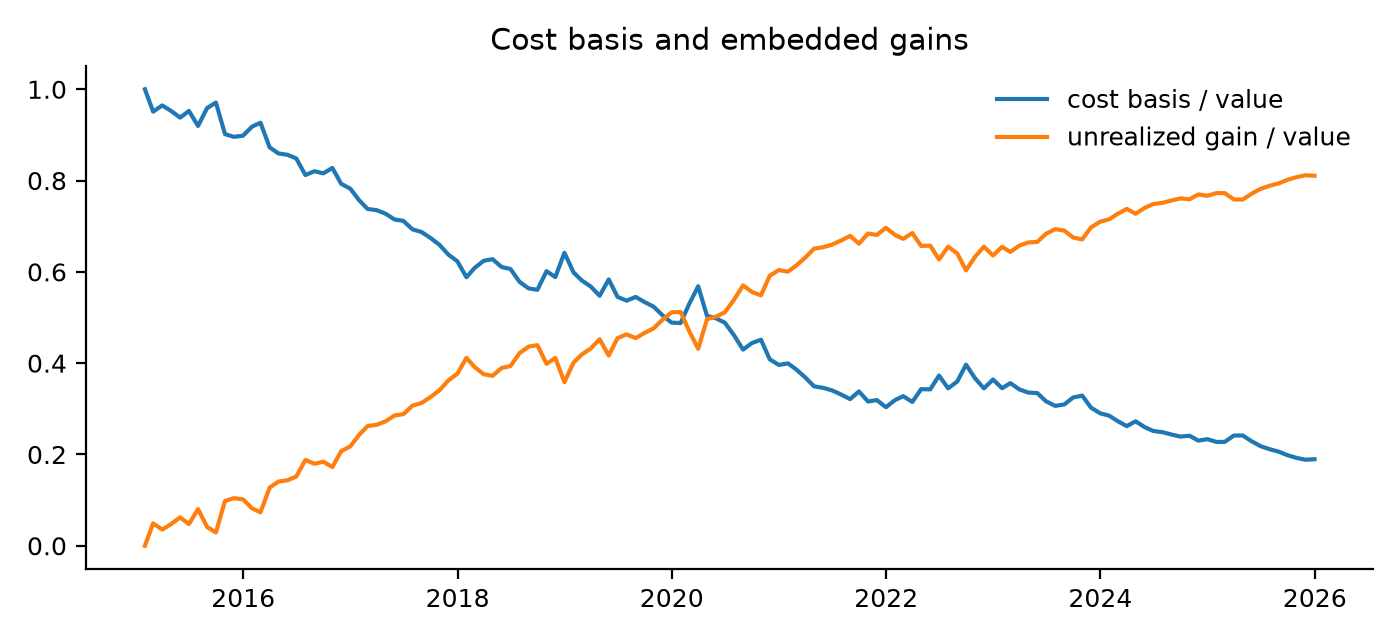 Cost basis and embedded gains
cost basis / value
unrealized gain / value
1.0
0.8
0.6
0.4
0.2
0.0
2016 2018 2020 2022 2024 2026